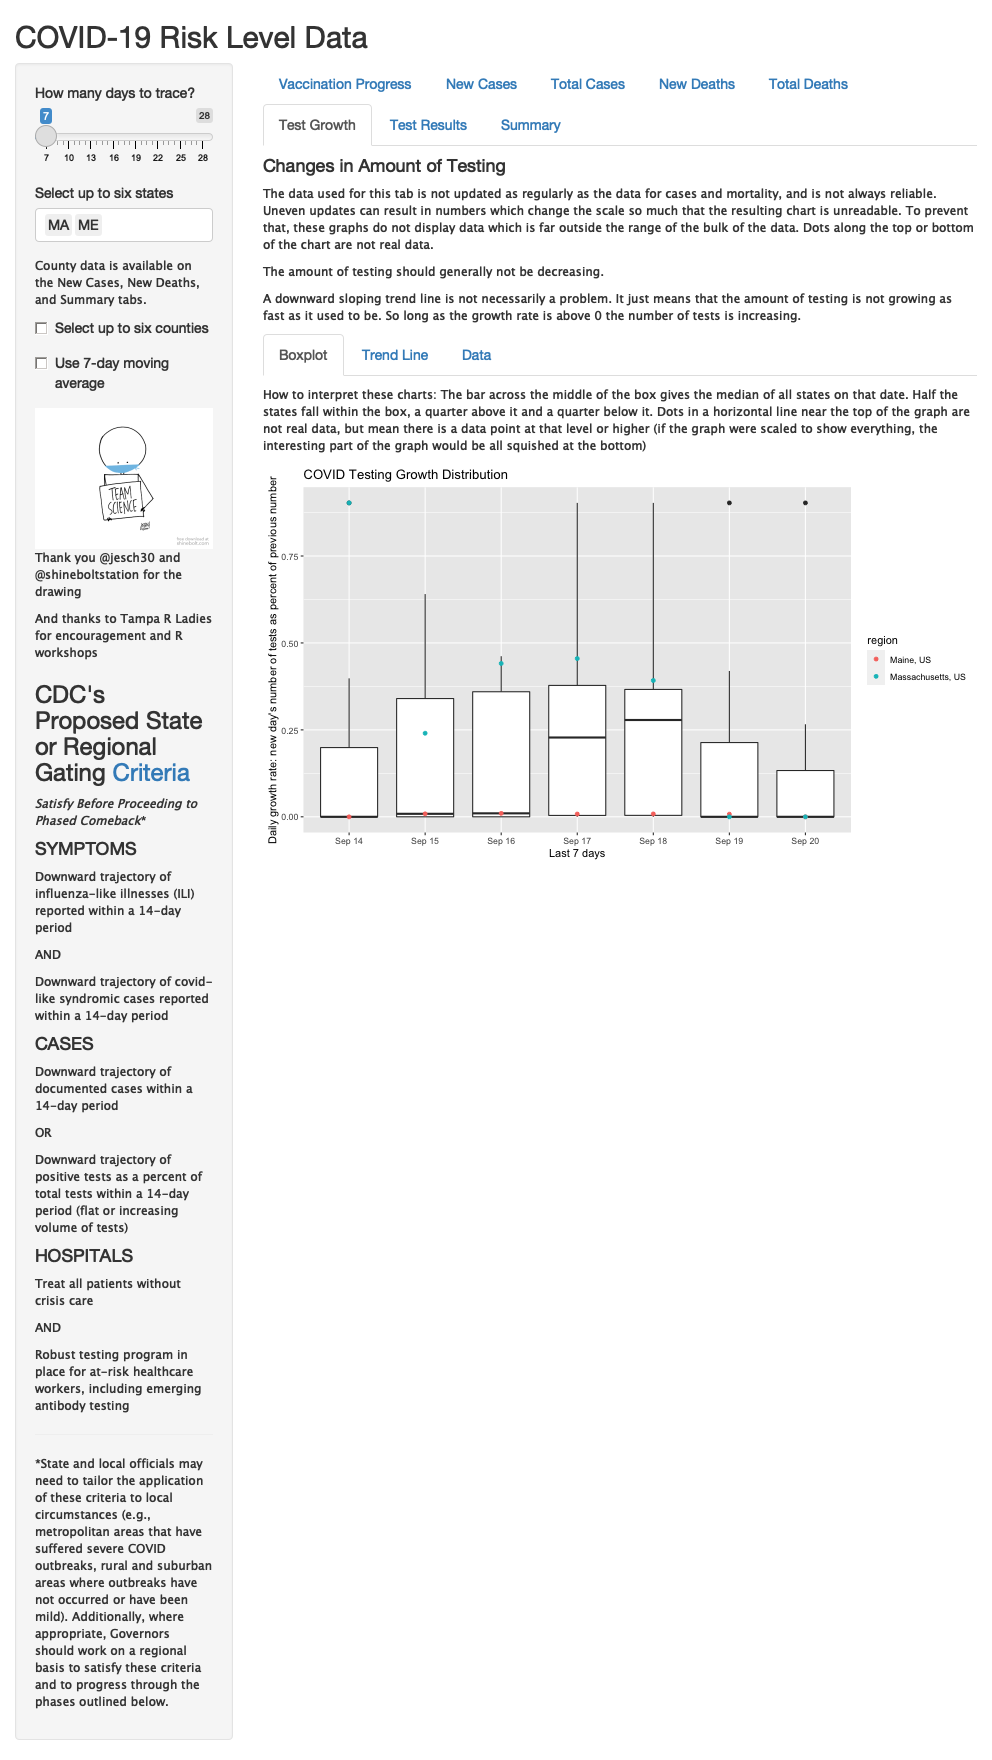 COVID-19 Risk Level Data
How many days to trace?
7 28
7 10 13 16 19 22 25 28
Select up to six states
MA ME
County data is available on
the New Cases, New Deaths,
and Summary tabs.
Select up to six counties
Use 7-day moving
average
TEAM
SCIENCE
free download at
shinebolt.com
Thank you @jesch30 and
@shineboltstation for the
drawing
And thanks to Tampa R Ladies
for encouragement and R
workshops
CDC's
Proposed State
or Regional
Gating Criteria
Satisfy Before Proceeding to
Phased Comeback*
SYMPTOMS
Downward trajectory of
influenza-like illnesses (ILI)
reported within a 14-day
period
AND
Downward trajectory of covid-
like syndromic cases reported
within a 14-day period
CASES
Downward trajectory of
documented cases within a
14-day period
OR
Downward trajectory of
positive tests as a percent of
total tests within a 14-day
period (flat or increasing
volume of tests)
HOSPITALS
Treat all patients without
crisis care
AND
Robust testing program in
place for at-risk healthcare
workers, including emerging
antibody testing
*State and local officials may
need to tailor the application
of these criteria to local
circumstances (e.g.,
metropolitan areas that have
suffered severe COVID
outbreaks, rural and suburban
areas where outbreaks have
not occurred or have been
mild). Additionally, where
appropriate, Governors
should work on a regional
basis to satisfy these criteria
and to progress through the
phases outlined below.
Vaccination Progress New Cases Total Cases New Deaths Total Deaths
Test Growth Test Results Summary
Changes in Amount of Testing
The data used for this tab is not updated as regularly as the data for cases and mortality, and is not always reliable.
Uneven updates can result in numbers which change the scale so much that the resulting chart is unreadable. To prevent
that, these graphs do not display data which is far outside the range of the bulk of the data. Dots along the top or bottom
of the chart are not real data.
The amount of testing should generally not be decreasing.
A downward sloping trend line is not necessarily a problem. It just means that the amount of testing is not growing as
fast as it used to be. So long as the growth rate is above 0 the number of tests is increasing.
Boxplot Trend Line Data
How to interpret these charts: The bar across the middle of the box gives the median of all states on that date. Half the
states fall within the box, a quarter above it and a quarter below it. Dots in a horizontal line near the top of the graph are
not real data, but mean there is a data point at that level or higher (if the graph were scaled to show everything, the
interesting part of the graph would be all squished at the bottom)
COVID Testing Growth Distribution
Daily growth rate: new day's number of tests as percent of previous number
0.75
0.50
0.25
0.00
Sep 14 Sep 15 Sep 16 Sep 17 Sep 18 Sep 19 Sep 20
Last 7 days
region
Maine, US
Massachusetts, US